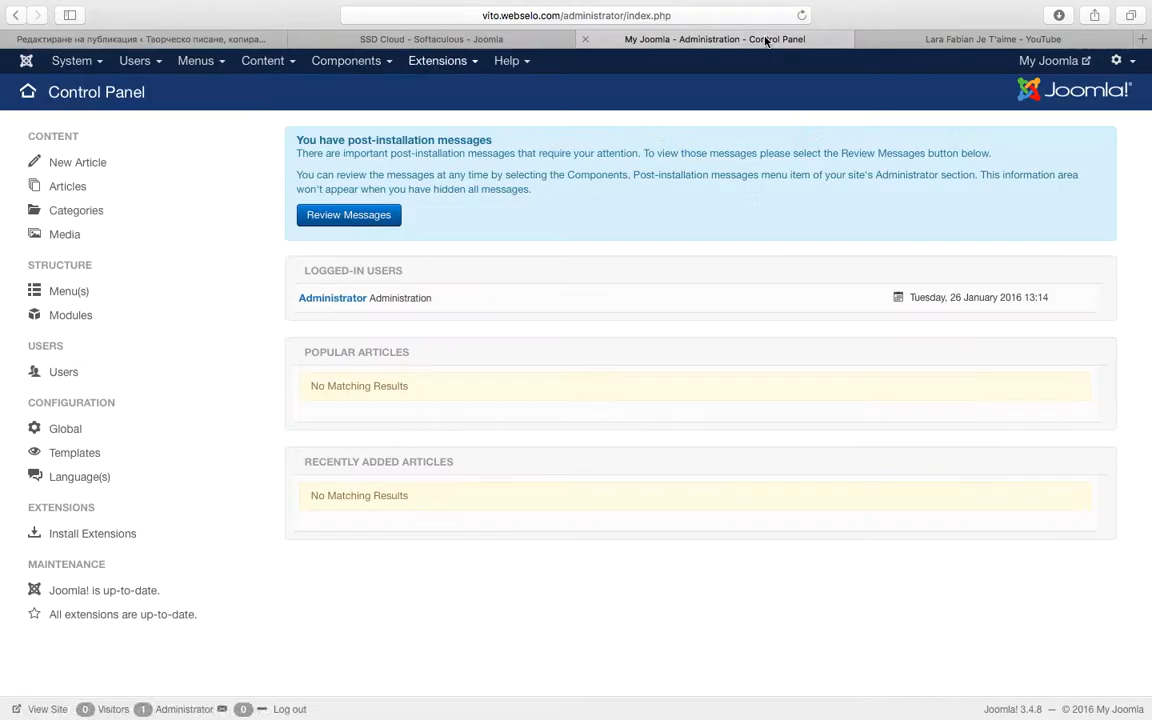 vito.webselo.com/administrator/index.php
Редактиране на публикация ‹ Творческо писане, копира...
SSD Cloud - Softaculous - Joomla
My Joomla - Administration - Control Panel
Lara Fabian Je T'aime - YouTube
System Users Menus Content Components Extensions Help My Joomla
Control Panel
Joomla!®
CONTENT
New Article
Articles
Categories
Media
STRUCTURE
Menu(s)
Modules
USERS
Users
CONFIGURATION
Global
Templates
Language(s)
EXTENSIONS
Install Extensions
MAINTENANCE
Joomla! is up-to-date.
All extensions are up-to-date.
You have post-installation messages
There are important post-installation messages that require your attention. To view those messages please select the Review Messages button below.
You can review the messages at any time by selecting the Components, Post-installation messages menu item of your site's Administrator section. This information area
won't appear when you have hidden all messages.
Review Messages
LOGGED-IN USERS
Administrator Administration Tuesday, 26 January 2016 13:14
POPULAR ARTICLES
No Matching Results
RECENTLY ADDED ARTICLES
No Matching Results
View Site 0 Visitors 1 Administrator 0 Log out Joomla! 3.4.8 — © 2016 My Joomla